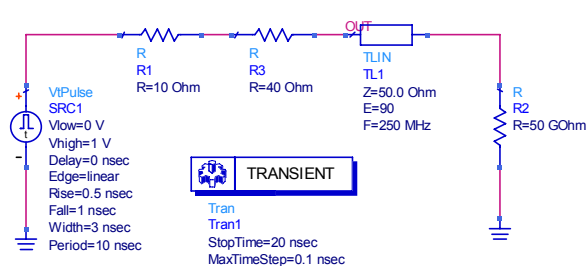 OUT
R
R1
R=10 Ohm
R
R3
R=40 Ohm
TLIN
TL1
Z=50.0 Ohm
E=90
F=250 MHz
R
R2
R=50 GOhm
+
t
-
VtPulse
SRC1
Vlow=0 V
Vhigh=1 V
Delay=0 nsec
Edge=linear
Rise=0.5 nsec
Fall=1 nsec
Width=3 nsec
Period=10 nsec
TRANSIENT
Tran
Tran1
StopTime=20 nsec
MaxTimeStep=0.1 nsec